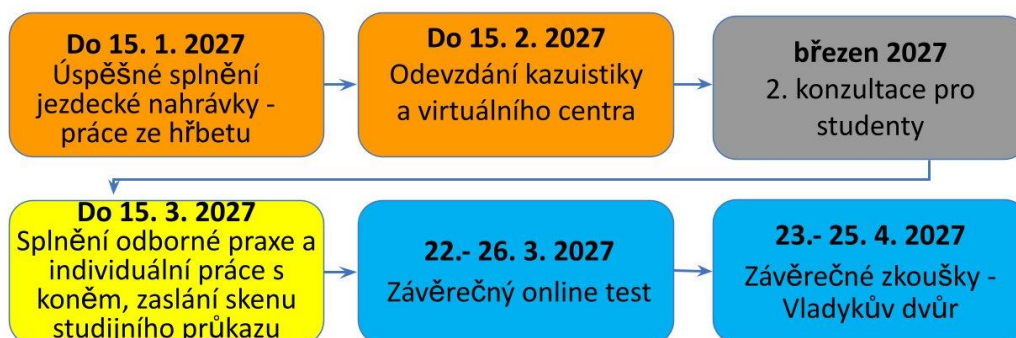 Do 15. 1. 2027
Úspěšné splnění
jezdecké nahrávky -
práce ze hřbetu
Do 15. 2. 2027
Odevzdání kazuistiky
a virtuálního centra
březen 2027
2. konzultace pro
studenty
Do 15. 3. 2027
Splnění odborné praxe a
individuální práce s
koněm, zaslání skenu
studijního průkazu
22.- 26. 3. 2027
Závěrečný online test
23.- 25. 4. 2027
Závěrečné zkoušky -
Vladykův dvůr